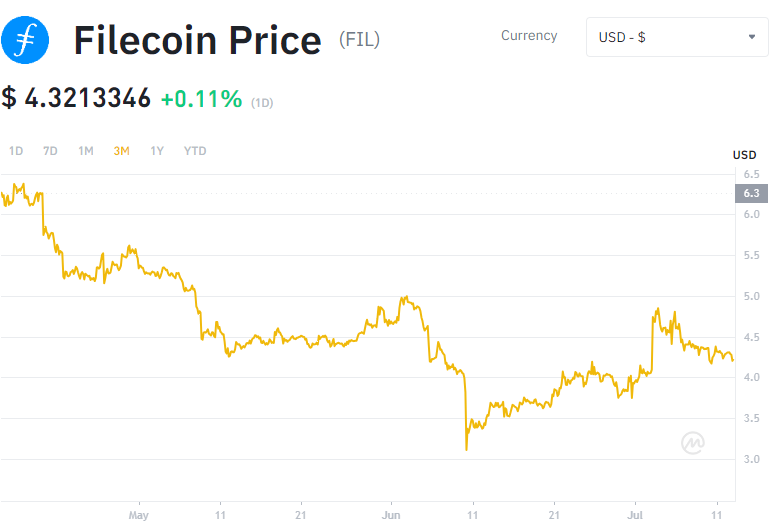 Filecoin Price (FIL)
Currency
USD - $
$ 4.3213346 +0.11% (1D)
1D 7D 1M 3M 1Y YTD
USD
6.5
6.3
6.0
5.5
5.0
4.5
4.0
3.5
3.0
May 11 21 Jun 11 21 Jul 11